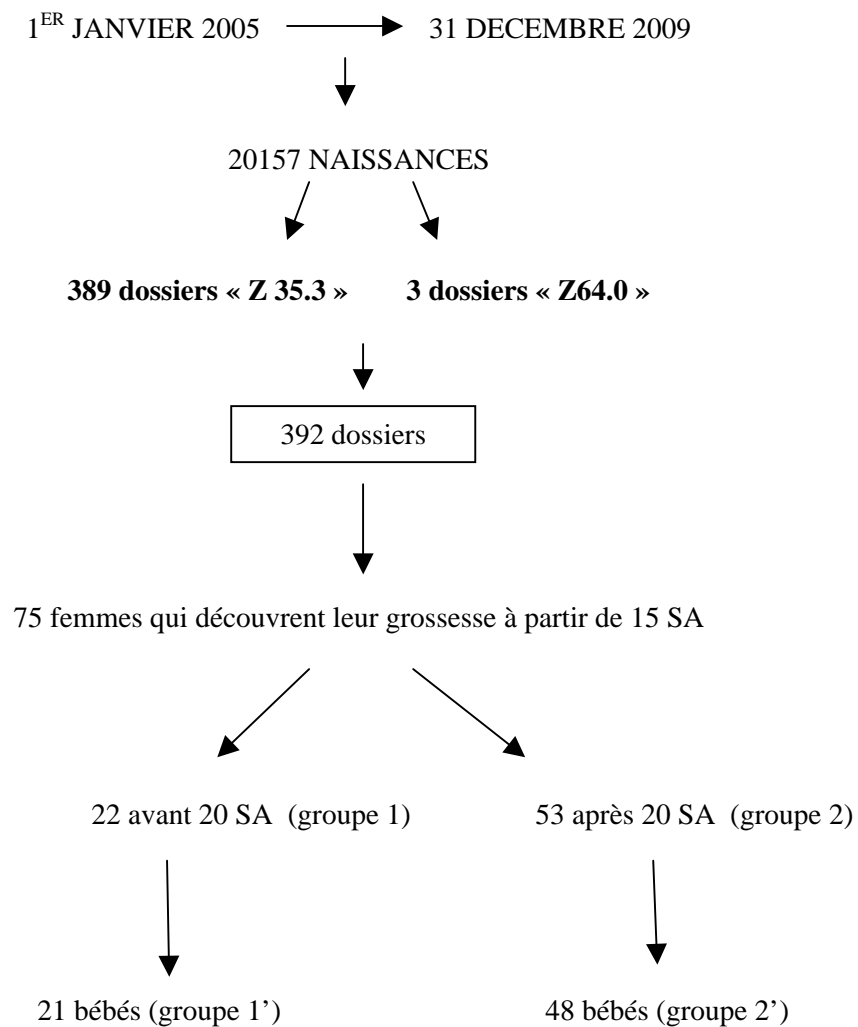 1ER JANVIER 2005 31 DECEMBRE 2009
20157 NAISSANCES
389 dossiers « Z 35.3 » 3 dossiers « Z64.0 »
392 dossiers
75 femmes qui découvrent leur grossesse à partir de 15 SA
22 avant 20 SA (groupe 1) 53 après 20 SA (groupe 2)
21 bébés (groupe 1’) 48 bébés (groupe 2’)